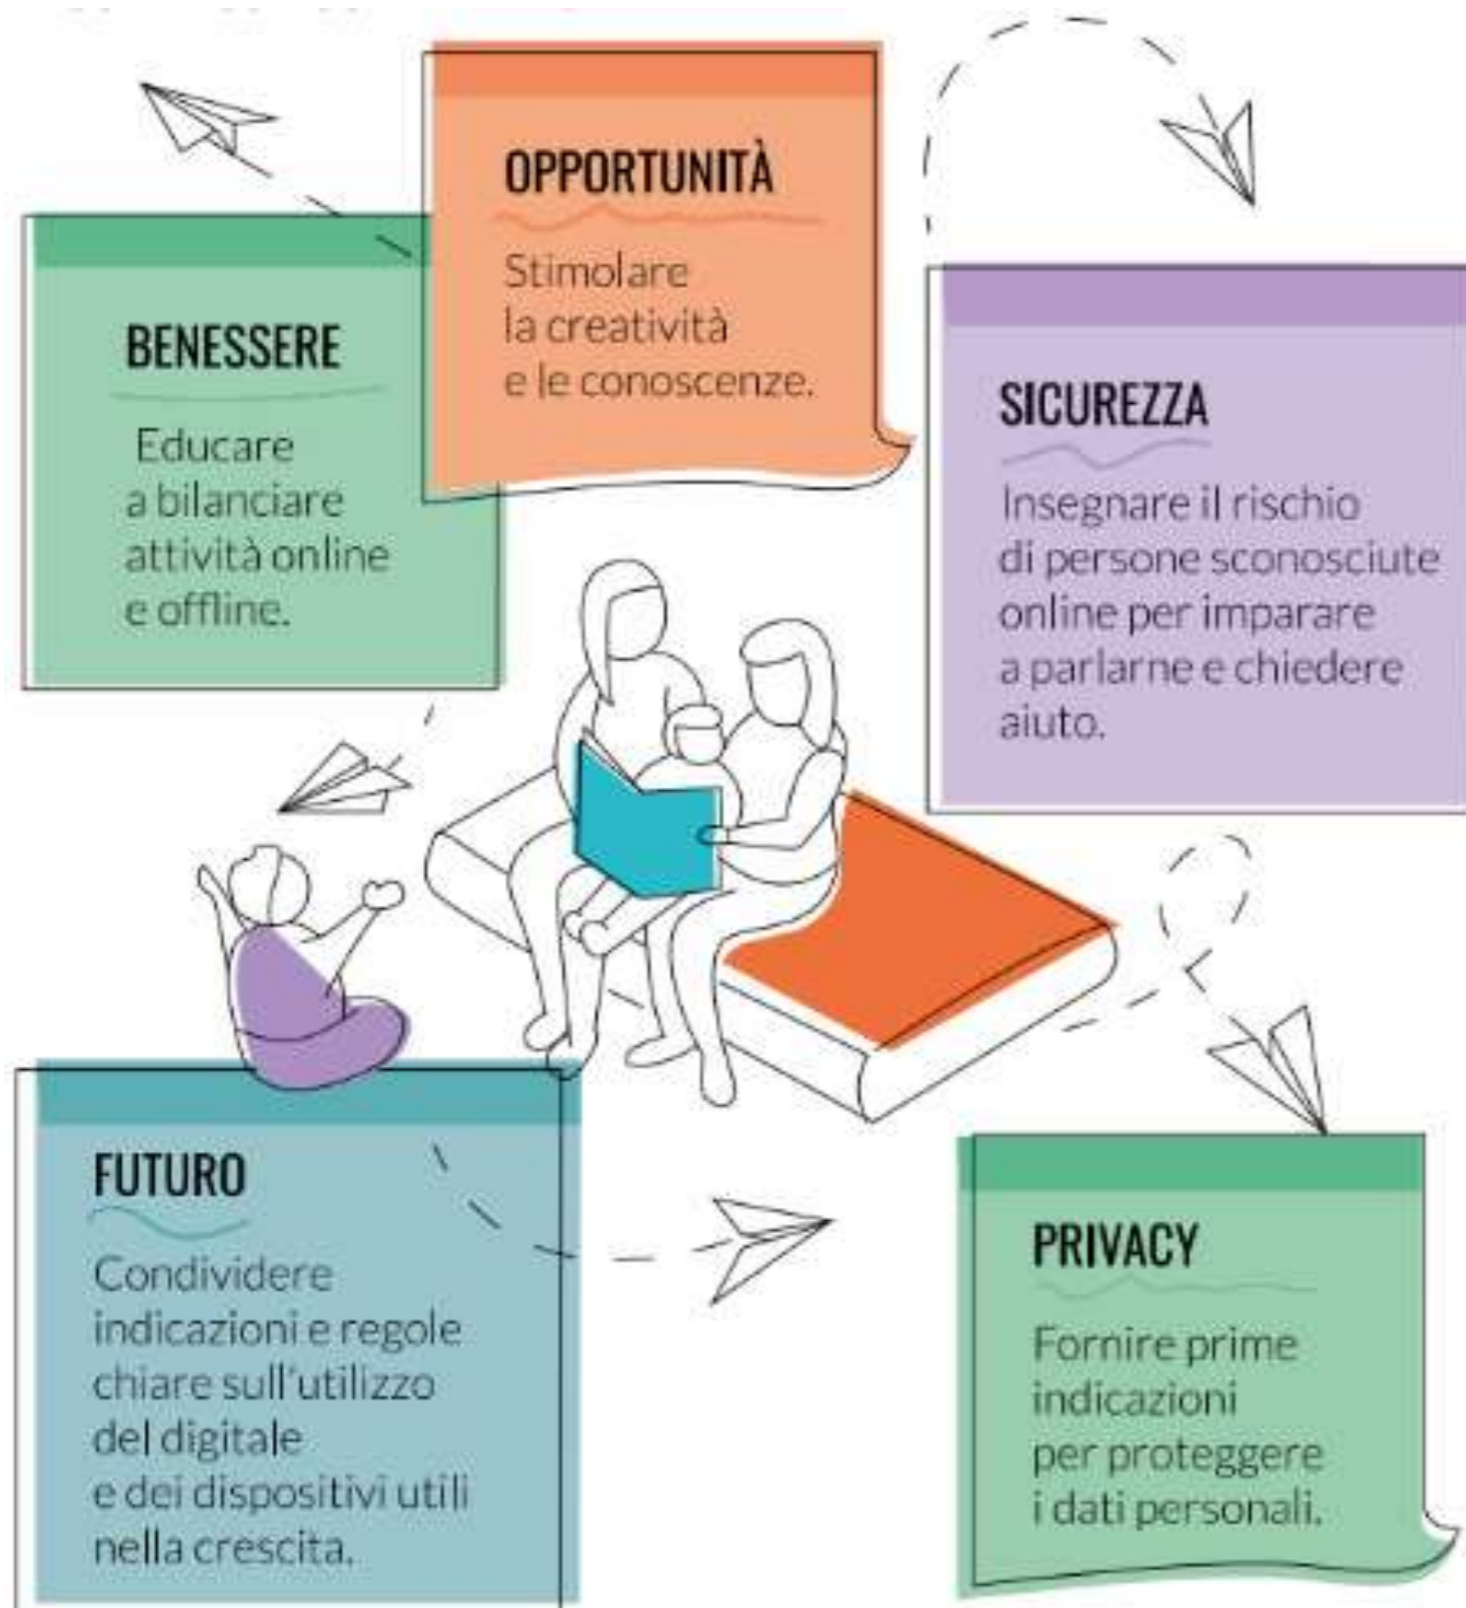 OPPORTUNITÀ
Stimolare
la creatività
e le conoscenze.
BENESSERE
Educare
a bilanciare
attività online
e offline.
SICUREZZA
Insegnare il rischio
di persone sconosciute
online per imparare
a parlarne e chiedere
aiuto.
FUTURO
Condividere
indicazioni e regole
chiare sull'utilizzo
del digitale
e dei dispositivi utili
nella crescita.
PRIVACY
Fornire prime
indicazioni
per proteggere
i dati personali.